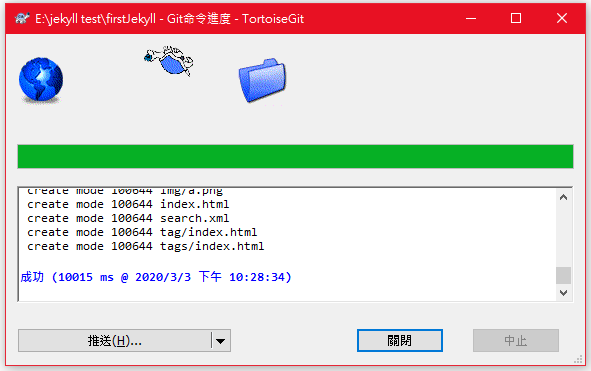 E:\jekyll test\firstJekyll - Git命令進度 - TortoiseGit
create mode 100644 img/a.png
create mode 100644 index.html
create mode 100644 search.xml
create mode 100644 tag/index.html
create mode 100644 tags/index.html
成功 (10015 ms @ 2020/3/3 下午 10:28:34)
推送(H)...
關閉
中止